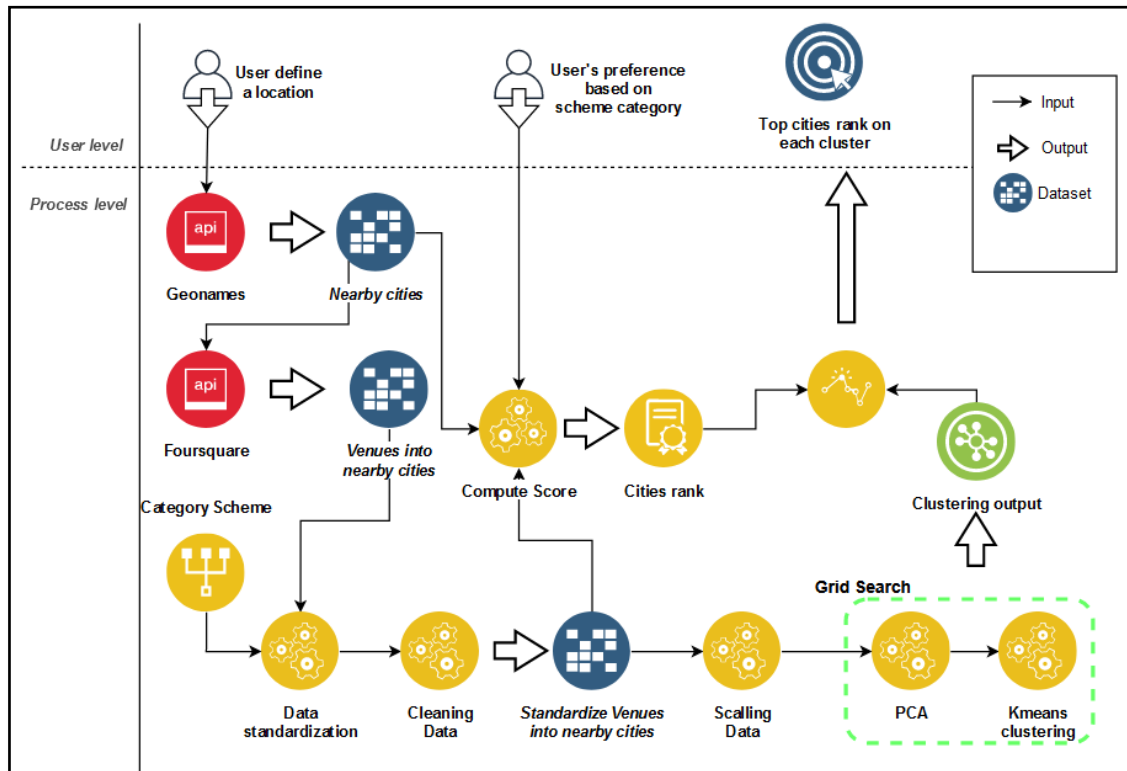 User define
a location
User's preference
based on
scheme category
Top cities rank on
each cluster
Input
Output
Dataset
User level
Process level
api
Geonames
Nearby cities
api
Foursquare
Venues into
nearby cities
Compute Score
Cities rank
Clustering output
Category Scheme
Grid Search
Data
standardization
Cleaning
Data
Standardize Venues
into nearby cities
Scalling
Data
PCA
Kmeans
clustering